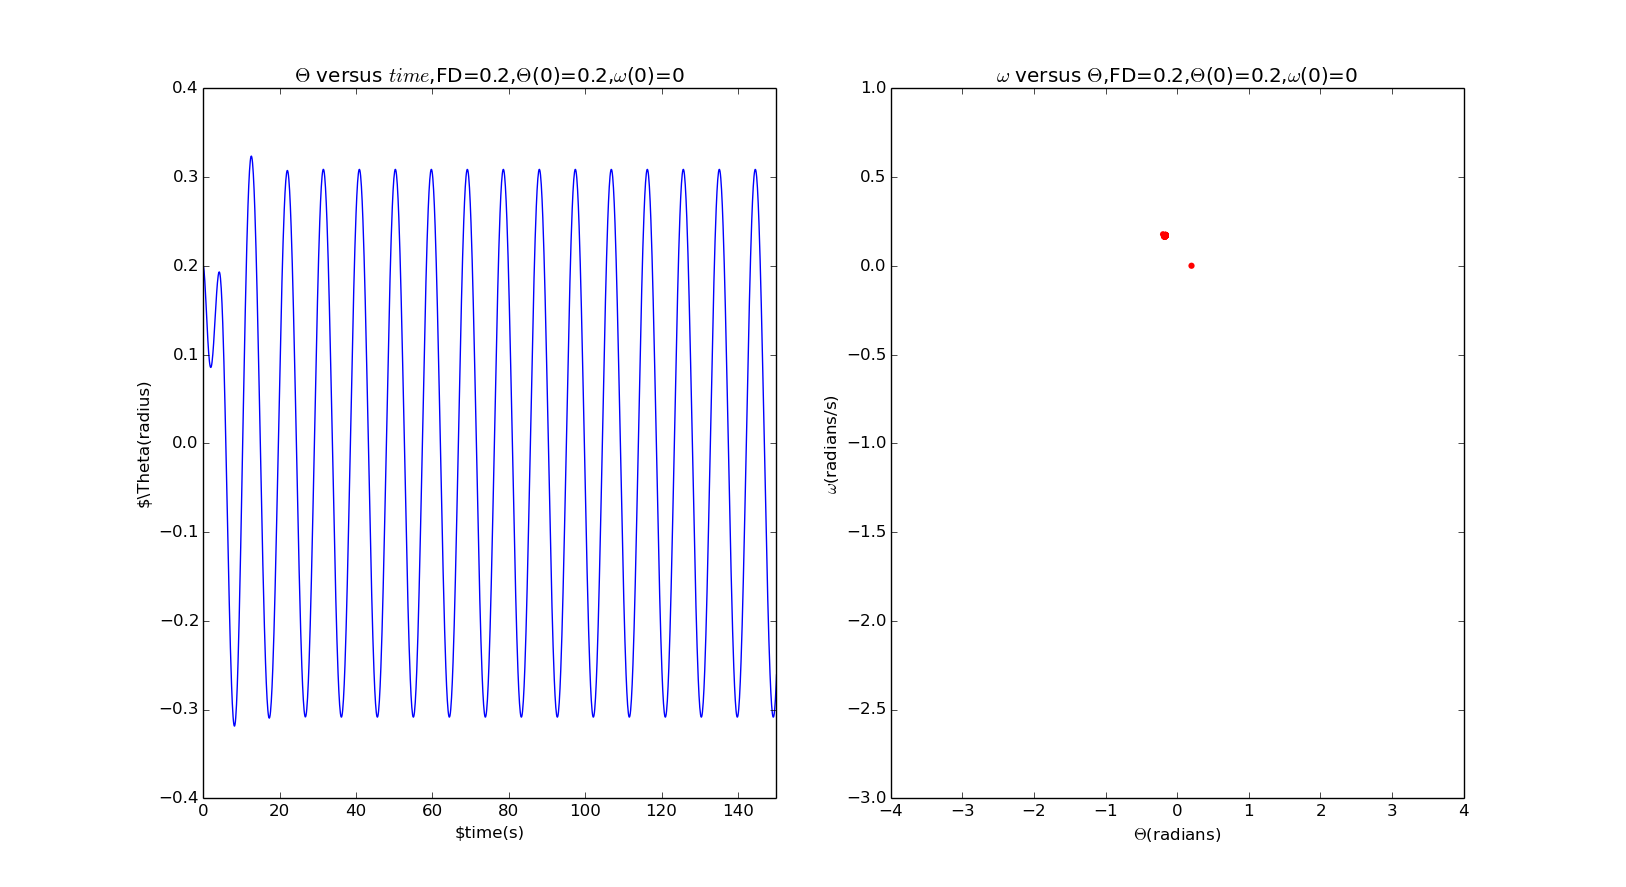 Θ versus time,FD=0.2,Θ(0)=0.2,ω(0)=0
0.4
0.3
0.2
0.1
0.0
−0.1
−0.2
−0.3
−0.4
$\Theta(radius)
0 20 40 60 80 100 120 140
$time(s)
ω versus Θ,FD=0.2,Θ(0)=0.2,ω(0)=0
1.0
0.5
0.0
−0.5
−1.0
−1.5
−2.0
−2.5
−3.0
ω(radians/s)
−4 −3 −2 −1 0 1 2 3 4
Θ(radians)